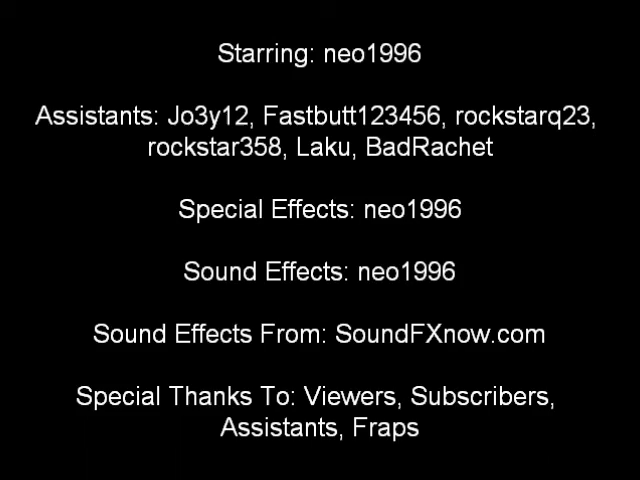 Starring: neo1996
Assistants: Jo3y12, Fastbutt123456, rockstarq23,
rockstar358, Laku, BadRachet
Special Effects: neo1996
Sound Effects: neo1996
Sound Effects From: SoundFXnow.com
Special Thanks To: Viewers, Subscribers,
Assistants, Fraps